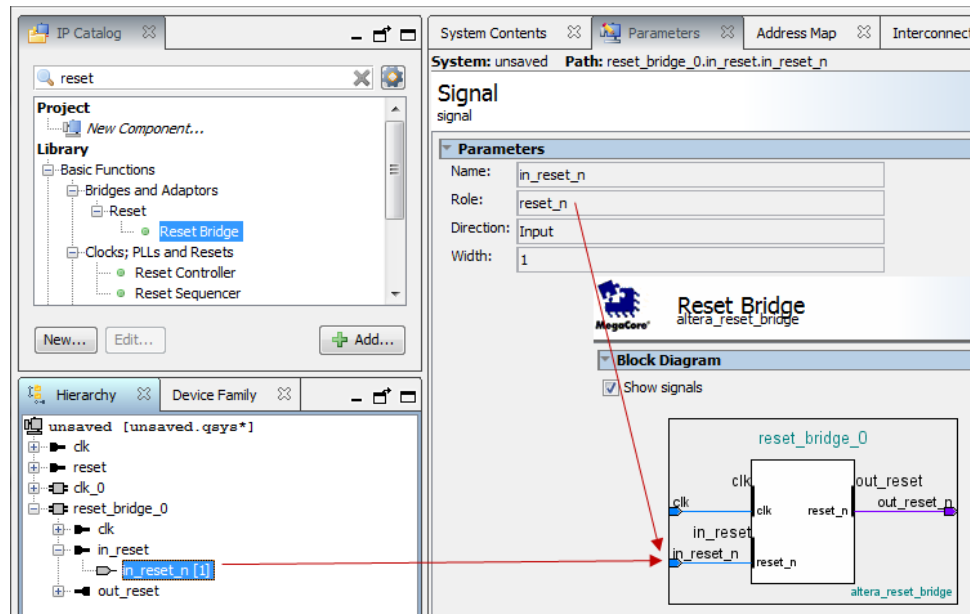 IP Catalog
reset
Project
New Component...
Library
Basic Functions
Bridges and Adaptors
Reset
Reset Bridge
Clocks; PLLs and Resets
Reset Controller
Reset Sequencer
New...
Edit...
Add...
Hierarchy
Device Family
unsaved [unsaved.qsys*]
clk
reset
clk_0
reset_bridge_0
clk
in_reset
in_reset_n [1]
out_reset
System Contents
Parameters
Address Map
Interconnect
System: unsaved Path: reset_bridge_0.in_reset.in_reset_n
Signal
signal
Parameters
Name: in_reset_n
Role: reset_n
Direction: Input
Width: 1
MegaCore'
Reset Bridge
altera_reset_bridge
Block Diagram
Show signals
reset_bridge_0
clk
out_reset
clk
out_reset_n
clk
reset_n
in_reset
in_reset_n
reset_n
altera_reset_bridge